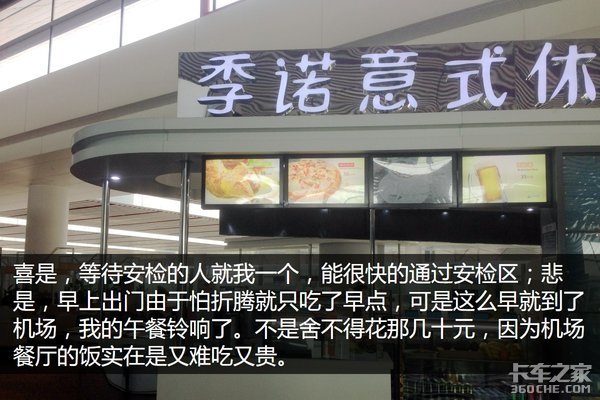 季诺意式休
喜是，等待安检的人就我一个，能很快的通过安检区；悲
是，早上出门由于怕折腾就只吃了早点，可是这么早就到了
机场，我的午餐铃响了。不是舍不得花那几十元，因为机场
餐厅的饭实在是又难吃又贵。
卡车之家
360CHE.COM